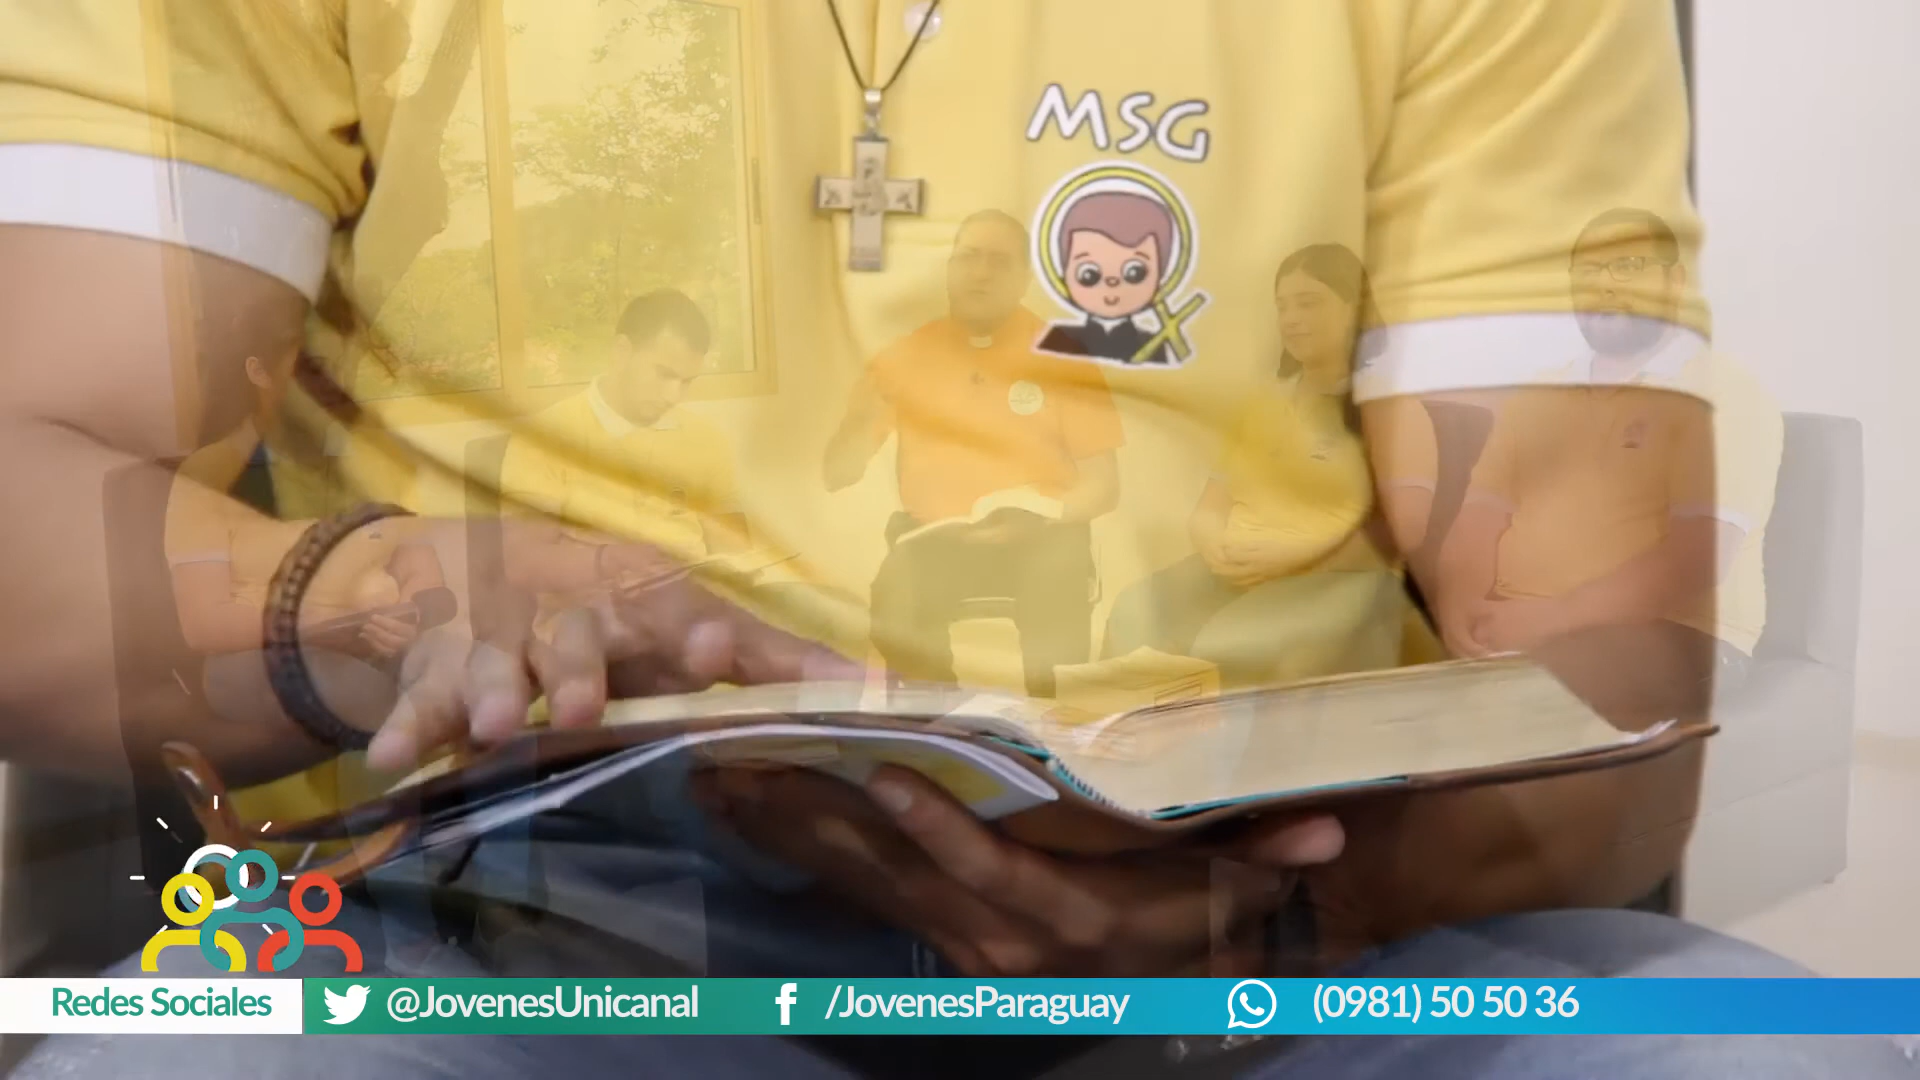 MSG
Redes Sociales
@JovenesUnicanal
/JovenesParaguay
(0981) 50 50 36